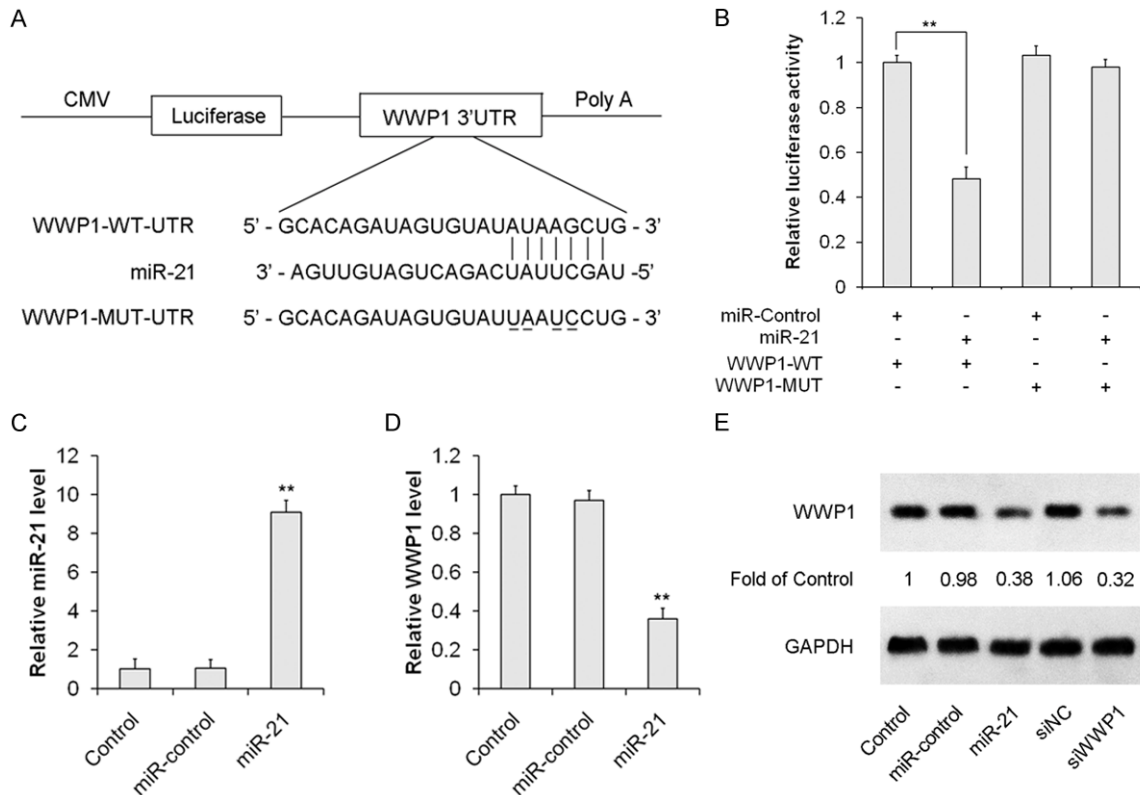 A
CMV
Luciferase
WWP1 3'UTR
Poly A
WWP1-WT-UTR 5' - GCACAGAUAGUGUAUAUAAGCUG - 3'
miR-21 3' - AGUUGUAGUCAGACUAUUCGAU -5'
WWP1-MUT-UTR 5' - GCACAGAUAGUGUAUUAAUCCUG - 3'
B
Relative luciferase activity
1.2
1
0.8
0.6
0.4
0.2
0
**
miR-Control + - + -
miR-21 - + - +
WWP1-WT + + - -
WWP1-MUT - - + +
C
Relative miR-21 level
12
10
8
6
4
2
0
**
Control
miR-control
miR-21
D
Relative WWP1 level
1.2
1
0.8
0.6
0.4
0.2
0
**
Control
miR-control
miR-21
E
WWP1
Fold of Control 1 0.98 0.38 1.06 0.32
GAPDH
Control
miR-control
miR-21
siNC
siWWP1